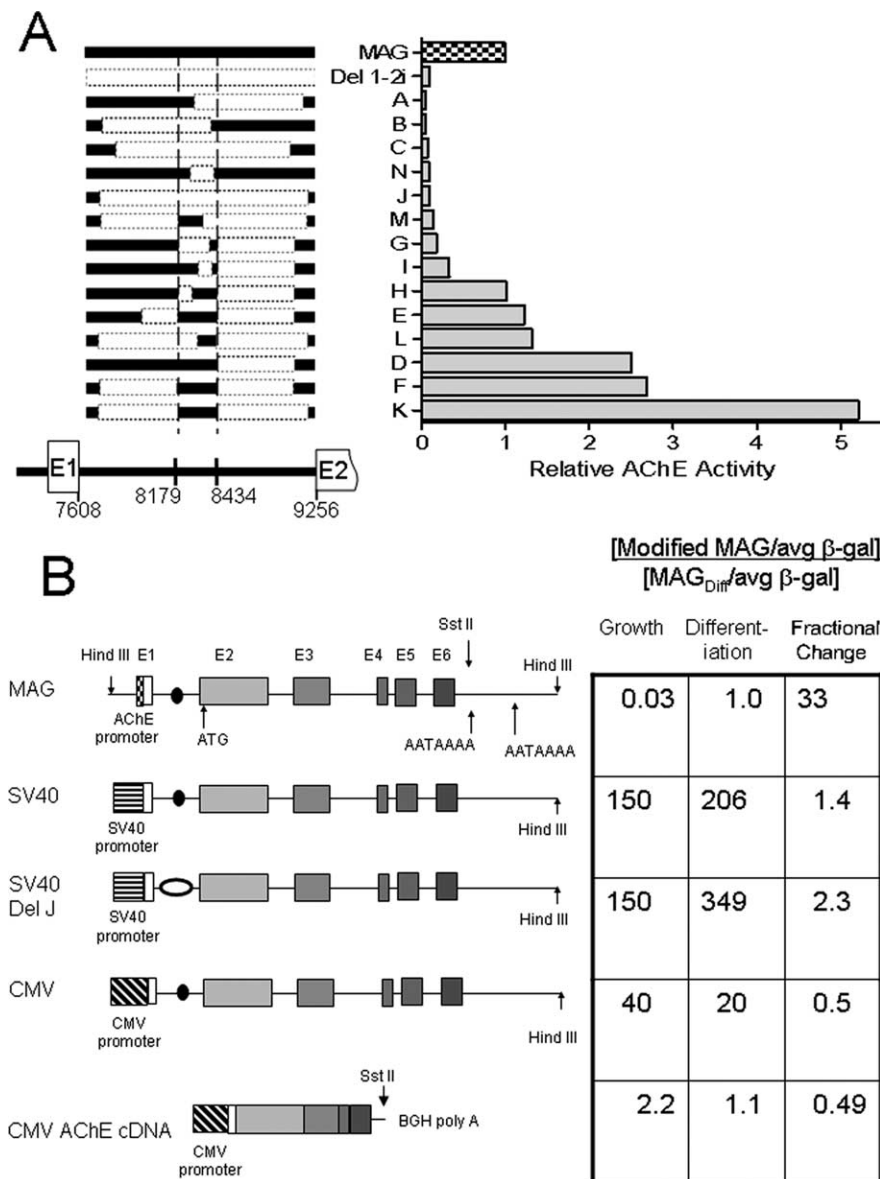 A
MAG
Del 1-2i
A
B
C
N
J
M
G
I
H
E
L
D
F
K
0 1 2 3 4 5
Relative AChE Activity
E1 E2
7608 8179 8434 9256
B
[Modified MAG/avg β-gal]
[MAG Diff/avg β-gal]
Growth Different-iation Fractional Change
MAG
Hind III E1 E2 E3 E4 E5 E6 Sst II Hind III
AChE promoter
ATG
AATAAAA
AATAAAA
0.03 1.0 33
SV40
SV40 promoter
Hind III
150 206 1.4
SV40 Del J
SV40 promoter
Hind III
150 349 2.3
CMV
CMV promoter
Hind III
40 20 0.5
CMV AChE cDNA
Sst II
BGH poly A
CMV promoter
2.2 1.1 0.49